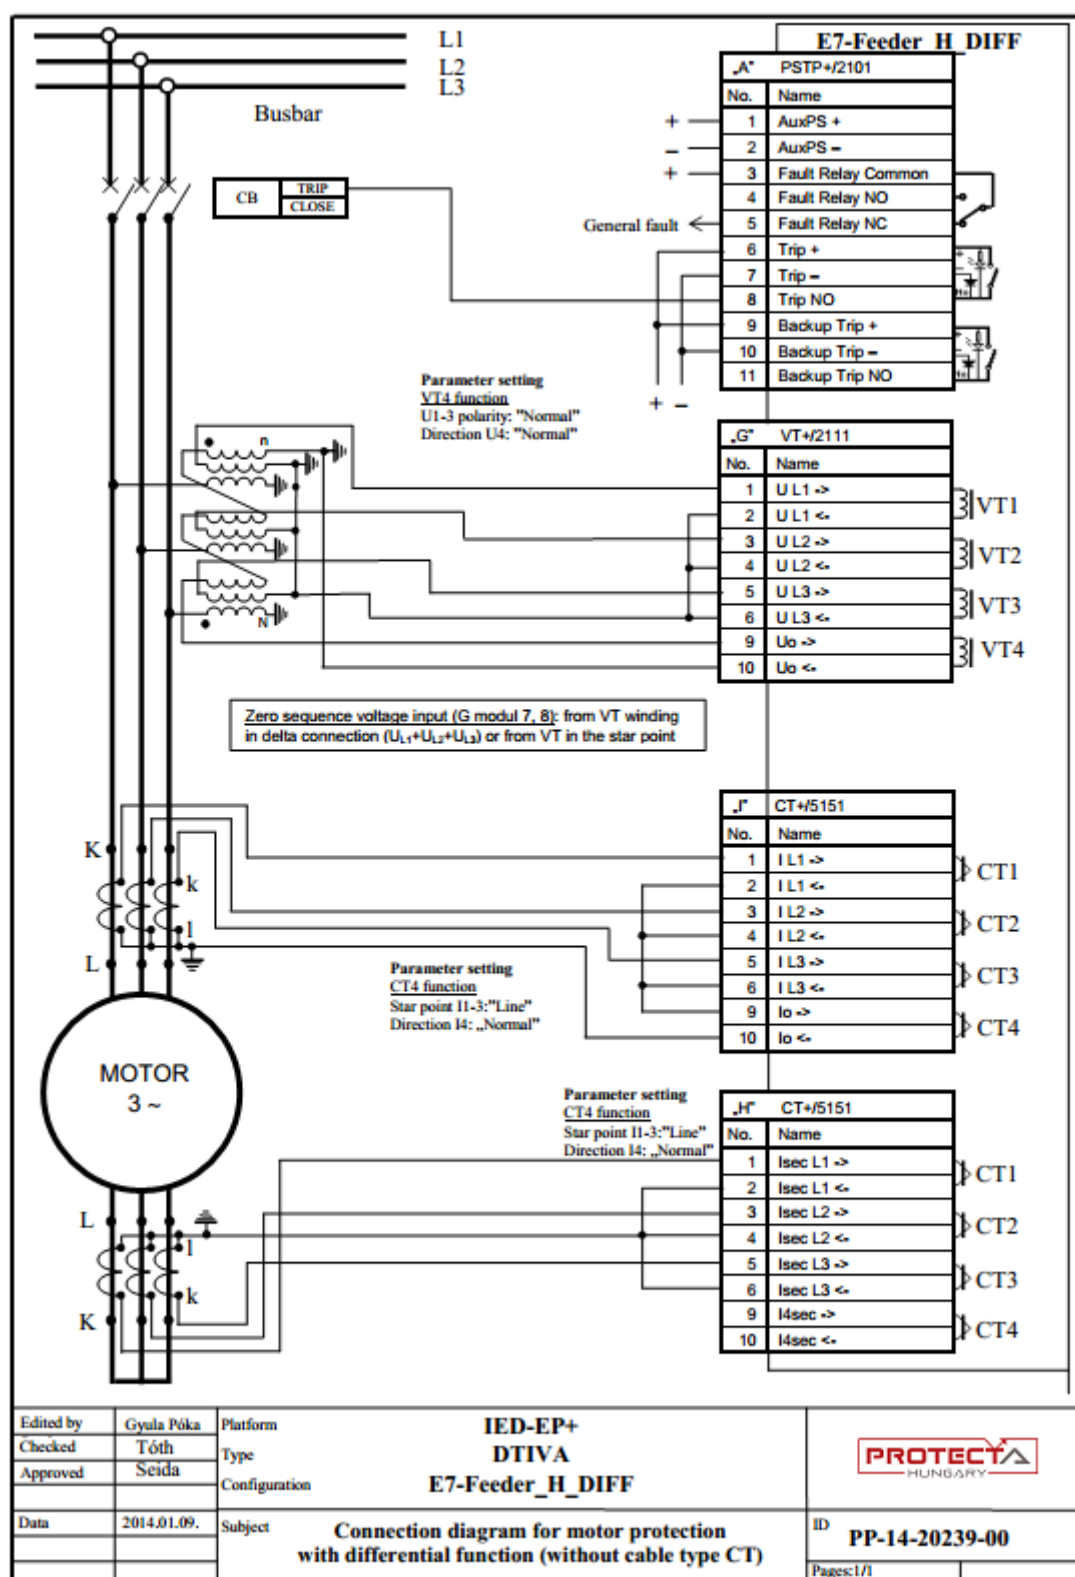 L1
L2
L3
Busbar
CB
TRIP
CLOSE
General fault
+
−
+
+ −
E7-Feeder_H_DIFF
„A" PSTP+/2101
No. Name
1 AuxPS +
2 AuxPS −
3 Fault Relay Common
4 Fault Relay NO
5 Fault Relay NC
6 Trip +
7 Trip −
8 Trip NO
9 Backup Trip +
10 Backup Trip −
11 Backup Trip NO
Parameter setting
VT4 function
U1-3 polarity: "Normal"
Direction U4: "Normal"
n
N
„G" VT+/2111
No. Name
1 U L1 ->
2 U L1 <-
3 U L2 ->
4 U L2 <-
5 U L3 ->
6 U L3 <-
9 Uo ->
10 Uo <-
VT1
VT2
VT3
VT4
Zero sequence voltage input (G modul 7, 8): from VT winding
in delta connection (UL1+UL2+UL3) or from VT in the star point
K
k
l
L
Parameter setting
CT4 function
Star point I1-3:"Line"
Direction I4: „Normal"
„I" CT+/5151
No. Name
1 I L1 ->
2 I L1 <-
3 I L2 ->
4 I L2 <-
5 I L3 ->
6 I L3 <-
9 Io ->
10 Io <-
CT1
CT2
CT3
CT4
MOTOR
3 ~
Parameter setting
CT4 function
Star point I1-3:"Line"
Direction I4: „Normal"
„H" CT+/5151
No. Name
1 Isec L1 ->
2 Isec L1 <-
3 Isec L2 ->
4 Isec L2 <-
5 Isec L3 ->
6 Isec L3 <-
9 I4sec ->
10 I4sec <-
CT1
CT2
CT3
CT4
L
l
k
K
Edited by Gyula Póka
Checked Tóth
Approved Seida
Data 2014.01.09.
Platform IED-EP+
Type DTIVA
Configuration E7-Feeder_H_DIFF
Subject Connection diagram for motor protection
with differential function (without cable type CT)
PROTECTA
HUNGARY
ID PP-14-20239-00
Pages:1/1